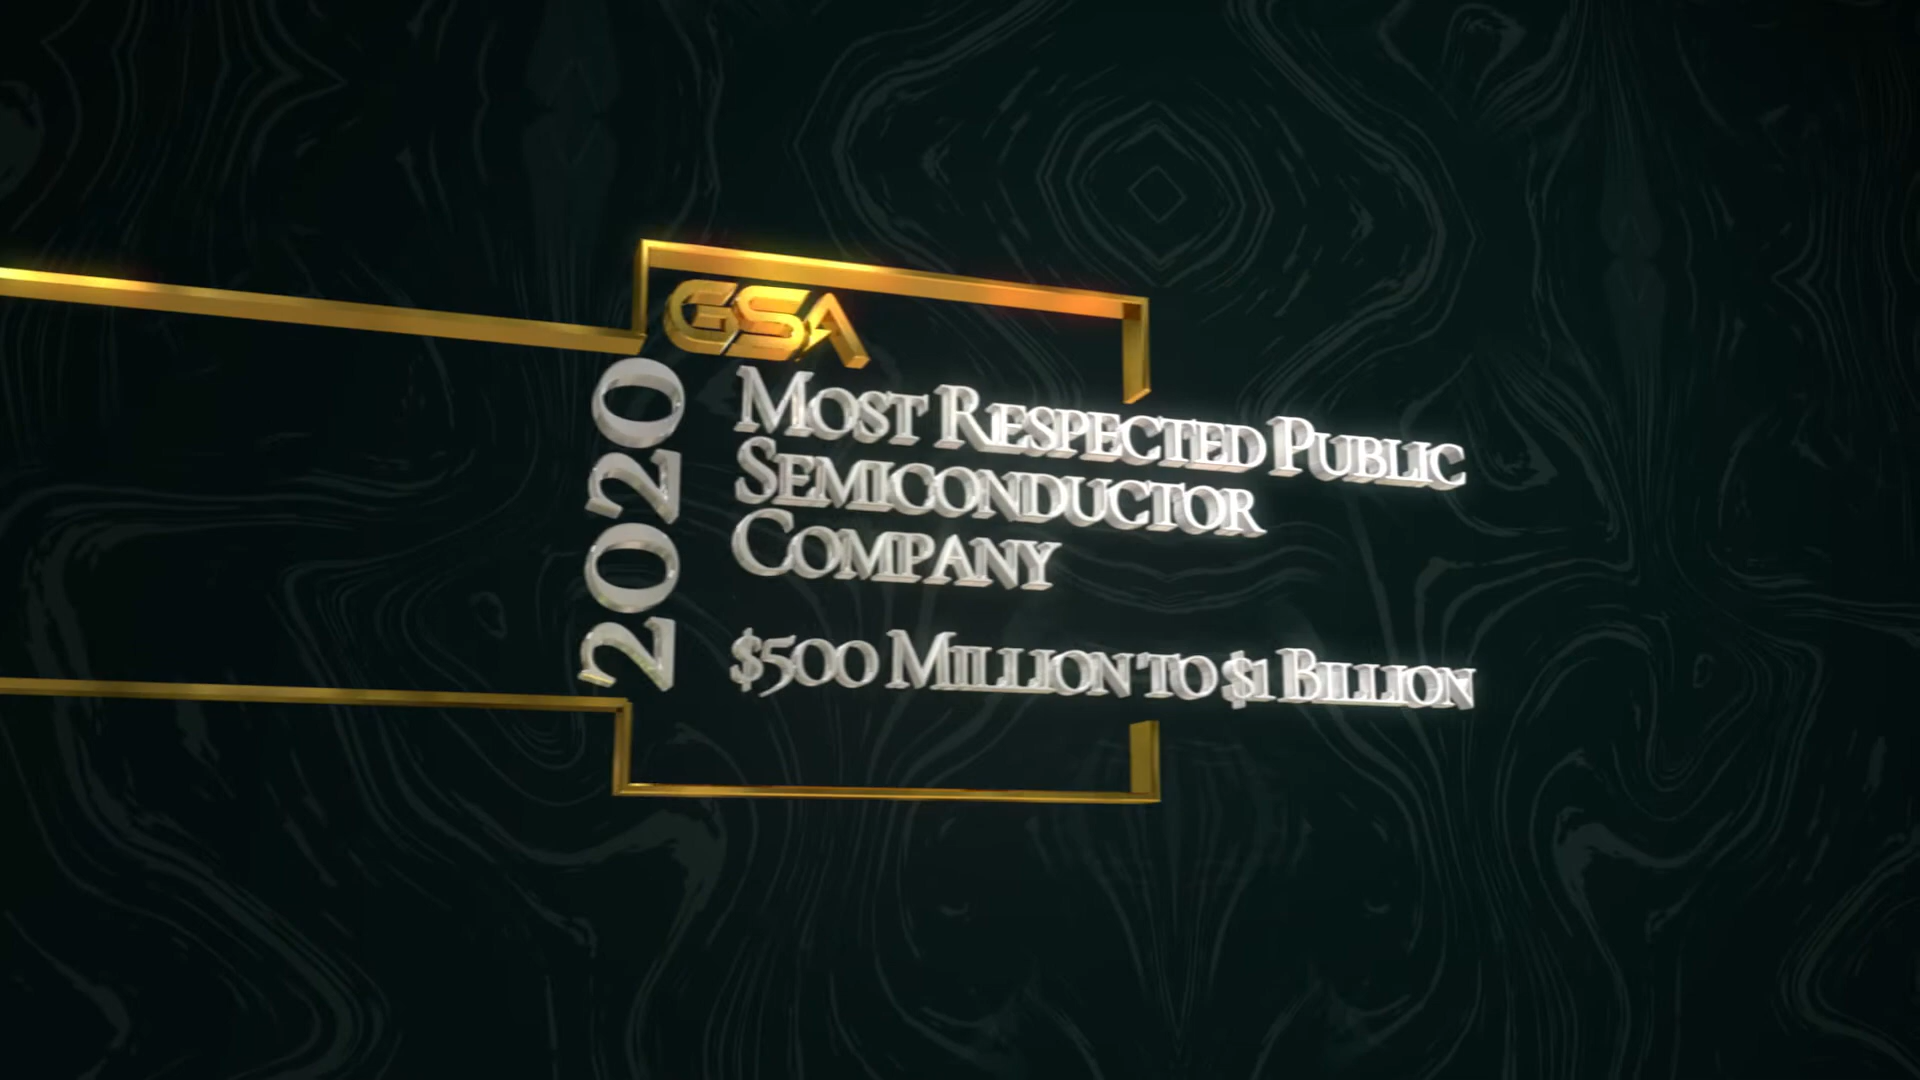 GSA
2020
Most Respected Public
Semiconductor
Company
$500 Million to $1 Billion